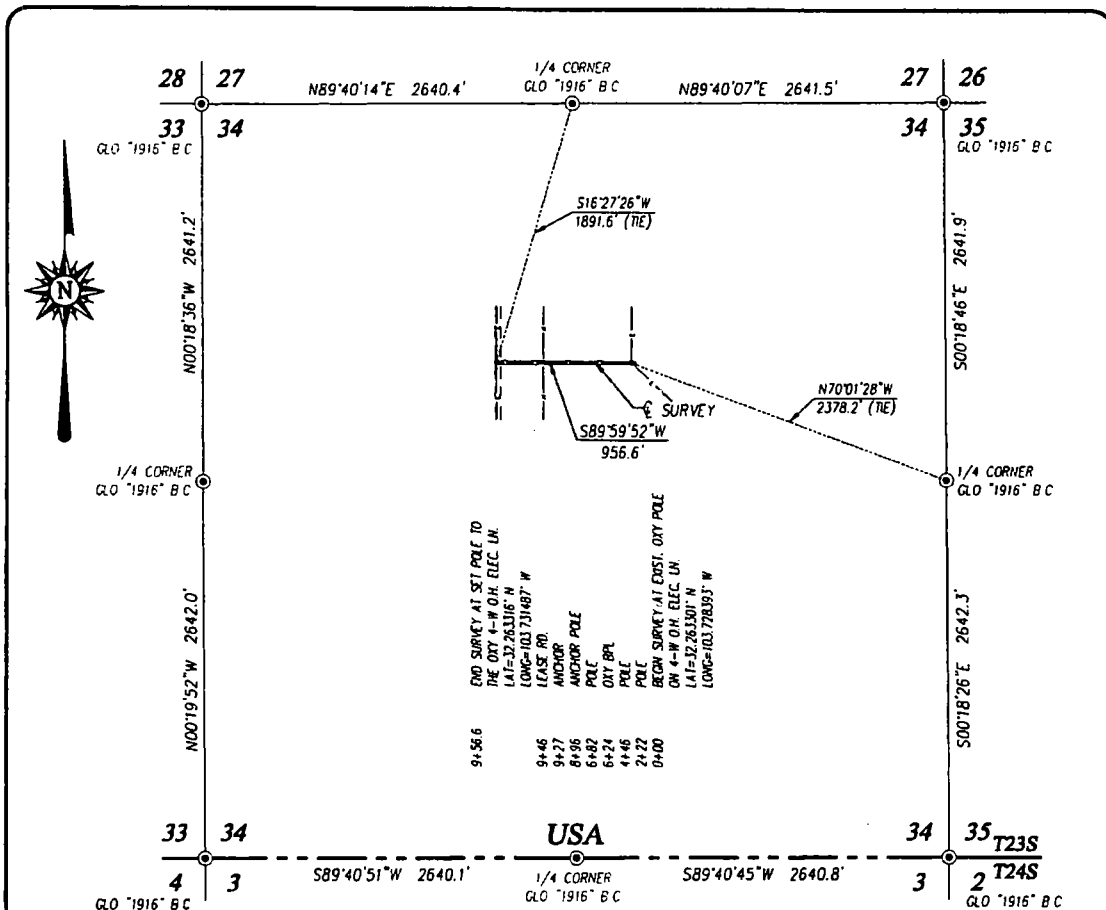 1/4 CORNER
GLO "1916" B C
28 27
N89°40'14"E 2640.4'
N89°40'07"E 2641.5'
27 26
33 34
GLO "1916" B C
34 35
GLO "1916" B C
S16°27'26"W
1891.6' (TIE)
N00°18'36"W 2641.2'
S00°18'46"E 2641.9'
N
N70°01'28"W
2378.2' (TIE)
SURVEY
S89°59'52"W
956.6'
1/4 CORNER
GLO "1916" B C
1/4 CORNER
GLO "1916" B C
9+56.6 END SURVEY AT SET POLE TO
THE OXY 4-W O.H. ELEC. LN.
LAT=32.263316° N
LONG=103.731487° W
9+46 LEASE RD.
9+27 ANCHOR
8+96 ANCHOR POLE
6+82 POLE
6+24 OXY BPL
4+46 POLE
2+22 POLE
0+00 BEGIN SURVEY AT EXIST. OXY POLE
ON 4-W O.H. ELEC. LN.
LAT=32.263301° N
LONG=103.728393° W
N00°19'52"W 2642.0'
S00°18'26"E 2642.3'
33 34
USA
34 35 T23S
S89°40'51"W 2640.1'
S89°40'45"W 2640.8'
4 3
GLO "1916" B C
1/4 CORNER
GLO "1916" B C
3 2 T24S
GLO "1916" B C